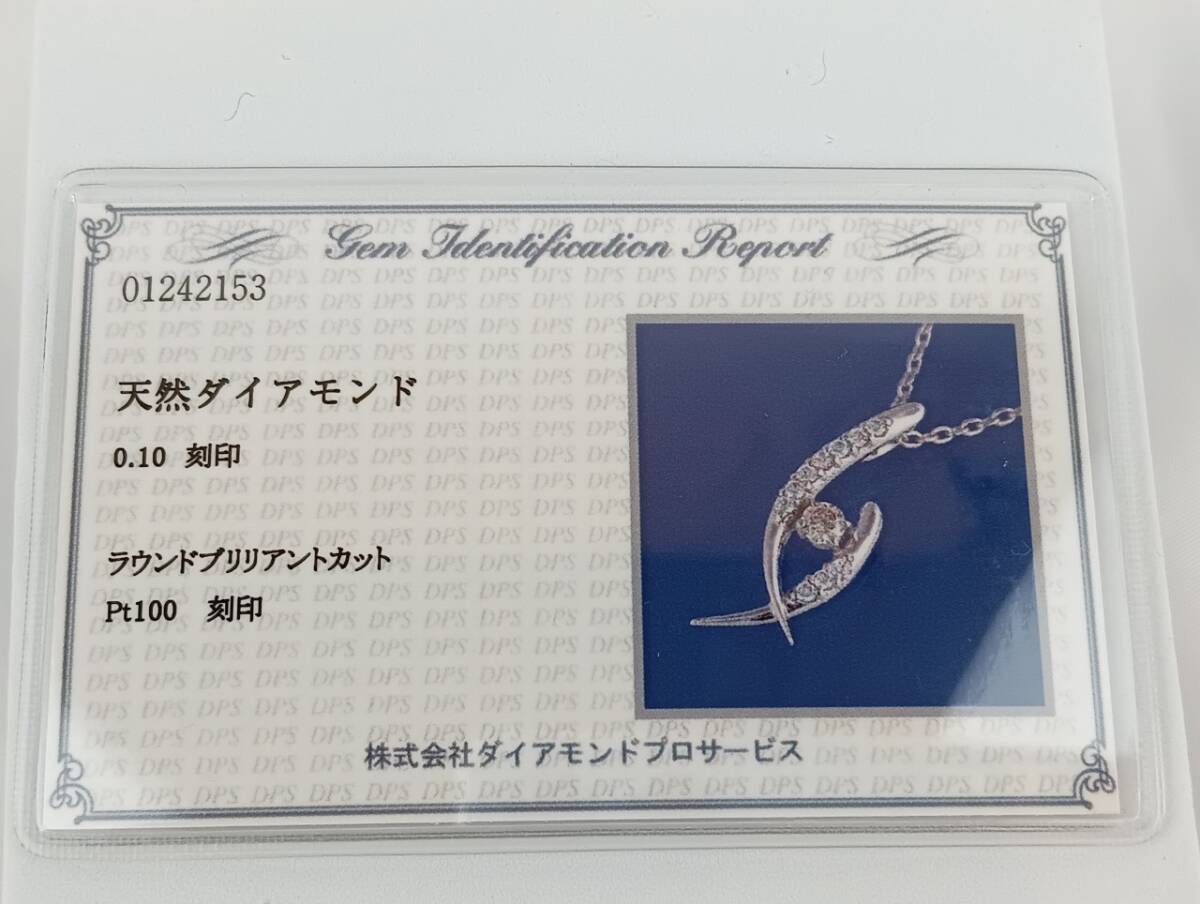 Gem Identification Report
01242153
天然ダイアモンド
0.10 刻印
ラウンドブリリアントカット
Pt100 刻印
株式会社ダイアモンドプロサービス